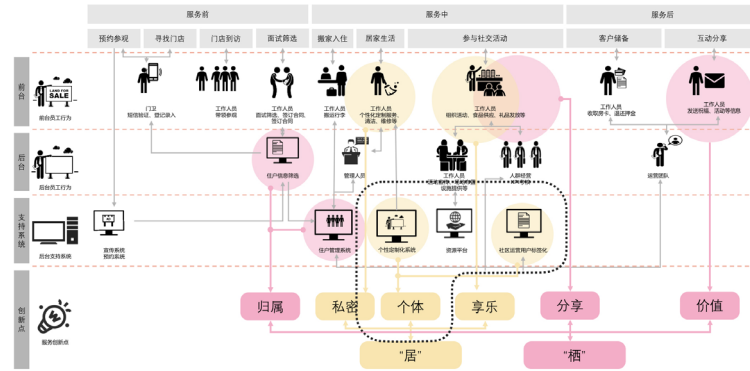 服务前
服务中
服务后
预约参观
寻找门店
门店到访
面试筛选
搬家入住
居家生活
参与社交活动
客户储备
互动分享
前台
LAND FOR
SALE
前台员工行为
门卫
短信验证、登记录入
工作人员
带领参观
工作人员
面试筛选、签订合同、
签订合同
工作人员
搬运行李
工作人员
个性化定制服务、
清洁、维修等
工作人员
组织活动、食品供应、礼品发放等
工作人员
收取房卡、退还押金
工作人员
发送祝福、活动等信息
后台
后台员工行为
住户信息筛选
管理人员
工作人员
设施提供等
人群经营
运营团队
支持系统
后台支持系统
宣传系统
预约系统
住户管理系统
个性定制化系统
资源平台
社区运营用户标签化
创新点
服务创新点
归属
私密
个体
享乐
分享
价值
“居”
“栖”